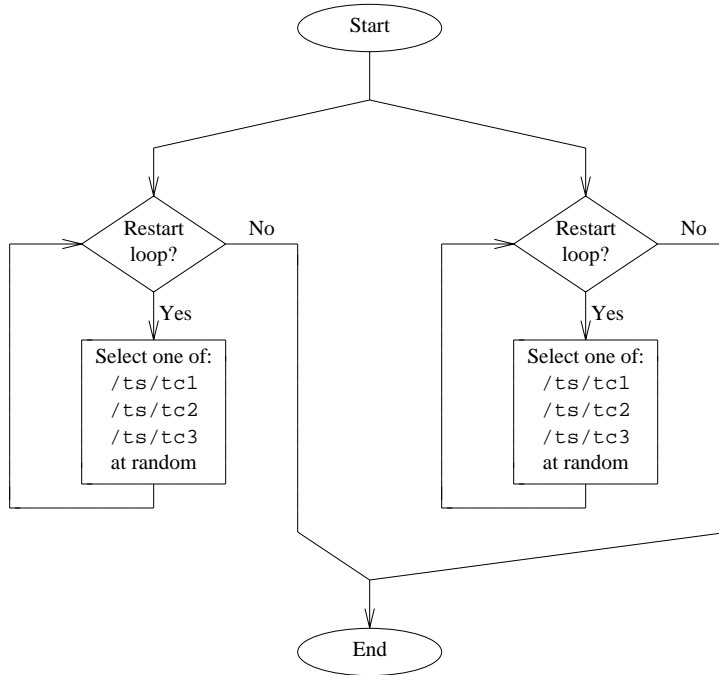 Start
Restart
loop?
No
Yes
Select one of:
/ts/tc1
/ts/tc2
/ts/tc3
at random
Restart
loop?
No
Yes
Select one of:
/ts/tc1
/ts/tc2
/ts/tc3
at random
End